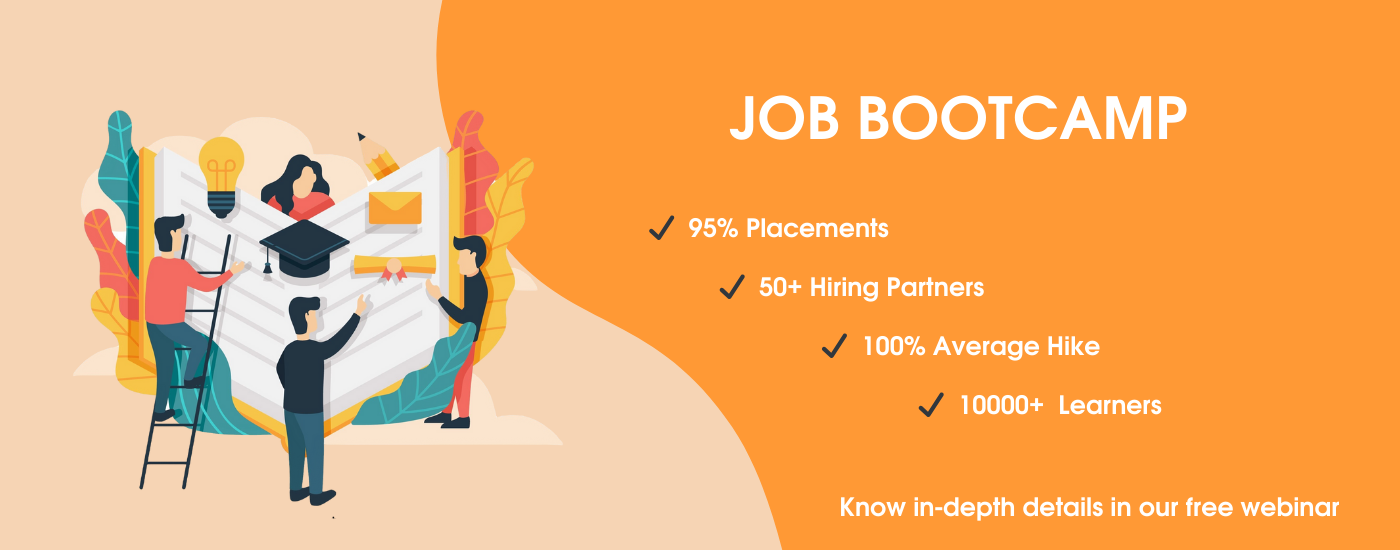 JOB BOOTCAMP
95% Placements
50+ Hiring Partners
100% Average Hike
10000+ Learners
Know in-depth details in our free webinar